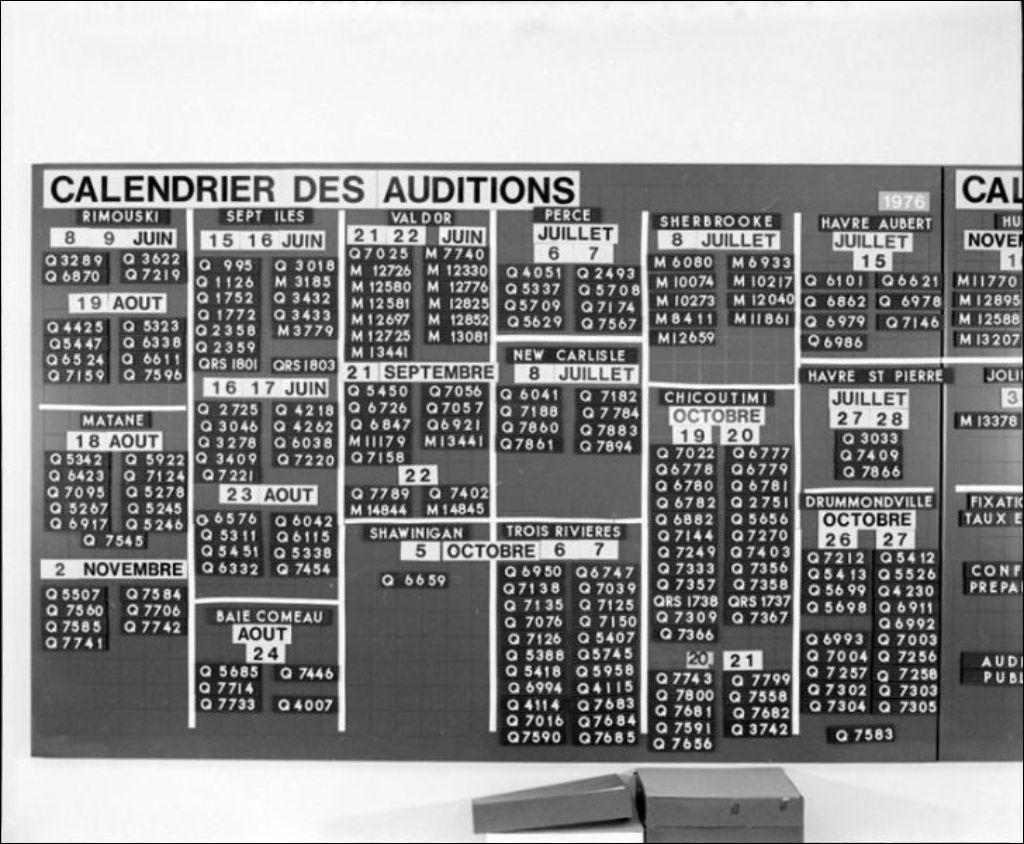 CALENDRIER DES AUDITIONS
1976
RIMOUSKI
8 9 JUIN
Q 3289 Q 3622
Q 6870 Q 7219
19 AOUT
Q 4425 Q 5323
Q 5447 Q 6338
Q 6524 Q 6611
Q 7159 Q 7596
MATANE
18 AOUT
Q 5342 Q 5922
Q 6423 Q 7124
Q 7095 Q 5278
Q 5267 Q 5245
Q 6917 Q 5246
Q 7545
2 NOVEMBRE
Q 5507 Q 7584
Q 7560 Q 7706
Q 7585 Q 7742
Q 7741
SEPT ILES
15 16 JUIN
Q 995 Q 3018
Q 1126 M 3185
Q 1752 Q 3432
Q 1772 Q 3433
Q 2358 M 3779
Q 2359
QRS 1801 QRS 1803
16 17 JUIN
Q 2725 Q 4218
Q 3046 Q 4262
Q 3278 Q 6038
Q 3409 Q 7220
Q 7221
23 AOUT
Q 6576 Q 6042
Q 5311 Q 6115
Q 5451 Q 5338
Q 6332 Q 7454
BAIE COMEAU
AOUT
24
Q 5685 Q 7446
Q 7714
Q 7733 Q 4007
VAL DOR
21 22 JUIN
Q 7025 M 7740
M 12726 M 12330
M 12580 M 12776
M 12581 M 12825
M 12697 M 12852
M 12725 M 13081
M 13441
21 SEPTEMBRE
Q 5450 Q 7056
Q 6726 Q 7057
Q 6847 Q 6921
M 11179 M 13441
Q 7158
22
Q 7789 Q 7402
M 14844 M 14845
SHAWINIGAN
5 OCTOBRE 6 7
Q 6659
PERCE
JUILLET
6 7
Q 4051 Q 2493
Q 5337 Q 5708
Q 5709 Q 7174
Q 5629 Q 7567
NEW CARLISLE
8 JUILLET
Q 6041 Q 7182
Q 7188 Q 7784
Q 7860 Q 7883
Q 7861 Q 7894
TROIS RIVIERES
Q 6950 Q 6747
Q 7138 Q 7039
Q 7135 Q 7125
Q 7076 Q 7150
Q 7126 Q 5407
Q 5388 Q 5745
Q 5418 Q 5958
Q 6994 Q 4115
Q 4114 Q 7683
Q 7016 Q 7684
Q 7590 Q 7685
SHERBROOKE
8 JUILLET
M 6080 M 6933
M 10074 M 10217
M 10273 M 12040
M 8411 M 11861
M 12659
CHICOUTIMI
OCTOBRE
19 20
Q 7022 Q 6777
Q 6778 Q 6779
Q 6780 Q 6781
Q 6782 Q 2751
Q 6882 Q 5656
Q 7144 Q 7270
Q 7249 Q 7403
Q 7333 Q 7356
Q 7357 Q 7358
QRS 1738 QRS 1737
Q 7309 Q 7367
Q 7366
20 21
Q 7743 Q 7799
Q 7800 Q 7558
Q 7681 Q 7682
Q 7591 Q 3742
Q 7656
HAVRE AUBERT
JUILLET
15
Q 6101 Q 6621
Q 6862 Q 6978
Q 6979 Q 7146
Q 6986
HAVRE ST PIERRE
JUILLET
27 28
Q 3033
Q 7409
Q 7866
DRUMMONDVILLE
OCTOBRE
26 27
Q 7212 Q 5412
Q 5413 Q 5526
Q 5699 Q 4230
Q 5698 Q 6911
Q 6992
Q 6993 Q 7003
Q 7004 Q 7256
Q 7257 Q 7258
Q 7302 Q 7303
Q 7304 Q 7305
Q 7583
CAL
HU
NOVEM
1
M 11770
M 12895
M 12588
M 13207
JOLI
3
M 13378
FIXATIO
TAUX E
CONF
PREPA
AUDI
PUBL